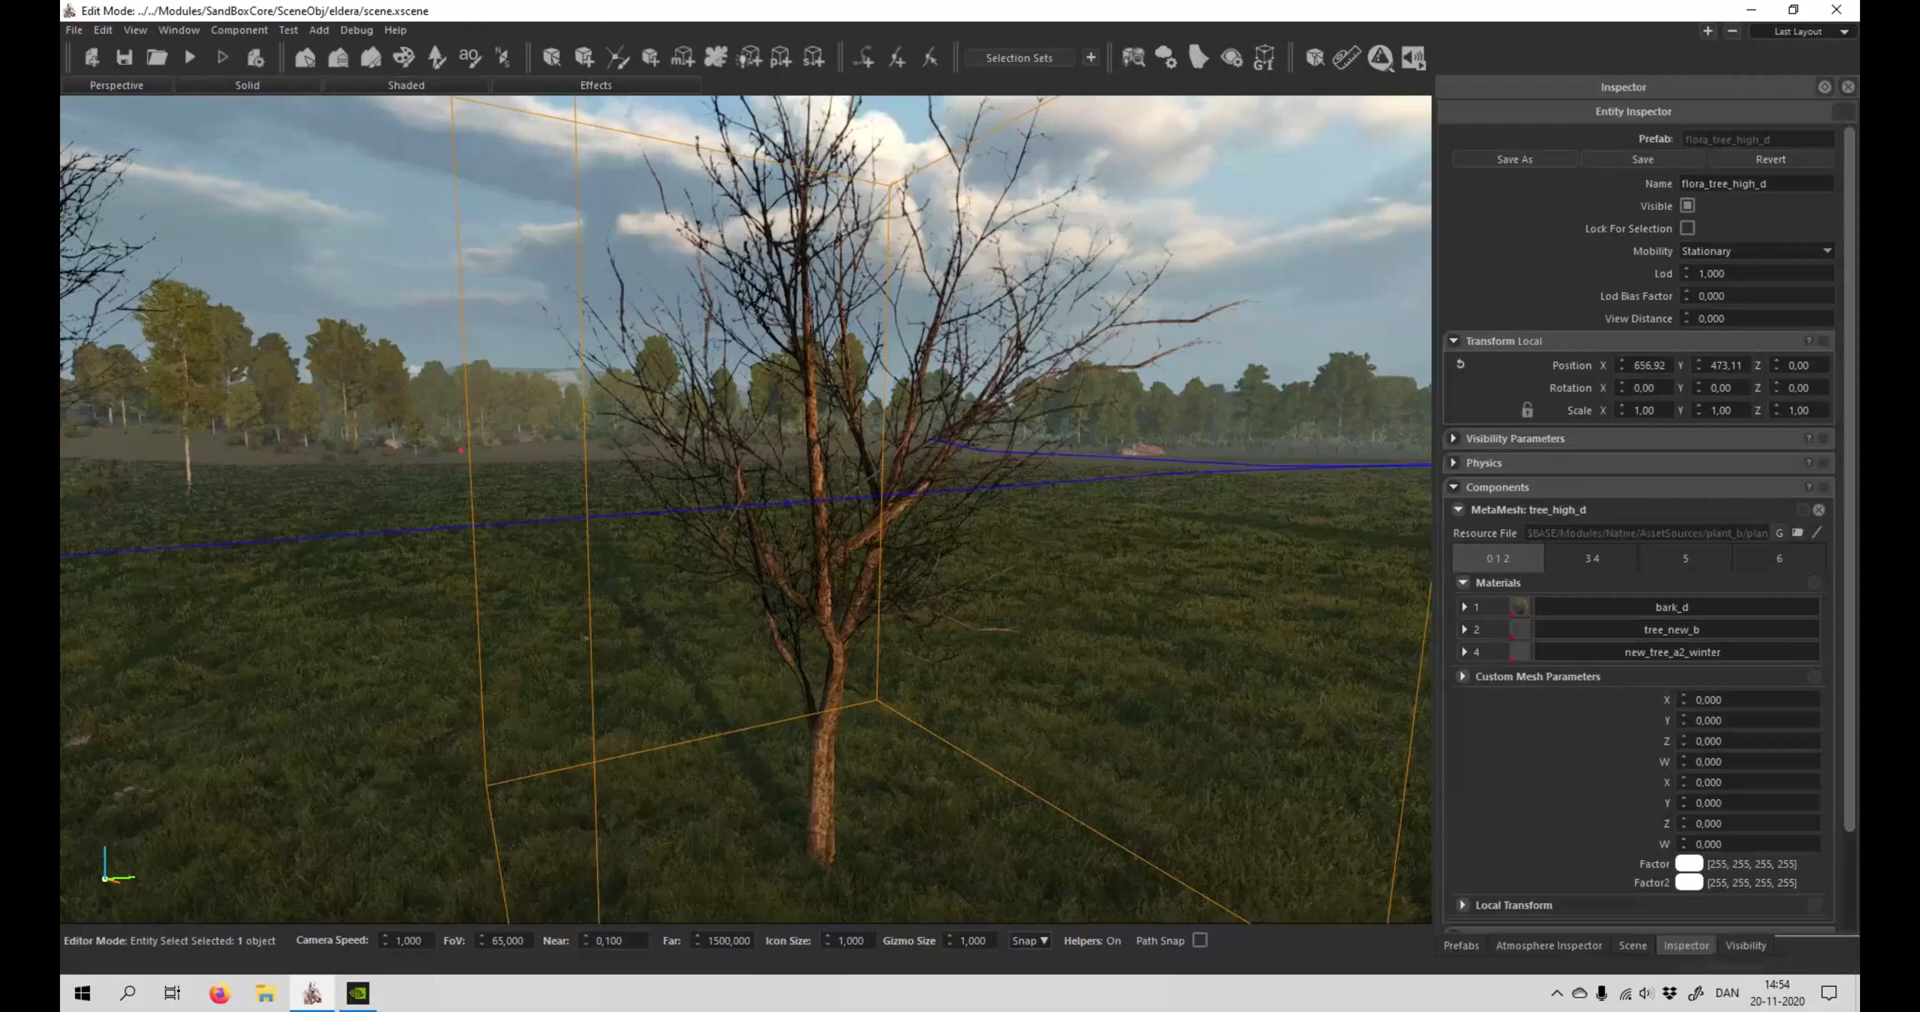 Edit Mode: ../../Modules/SandBoxCore/SceneObj/eldera/scene.xscene
File Edit View Window Component Test Add Debug Help
Last Layout
Selection Sets
Perspective Solid Shaded Effects
Inspector
Entity Inspector
Prefab: flora_tree_high_d
Save As Save Revert
Name flora_tree_high_d
Visible
Lock For Selection
Mobility Stationary
Lod 1,000
Lod Bias Factor 0,000
View Distance 0,000
Transform Local
Position X 656,92 Y 473,11 Z 0,00
Rotation X 0,00 Y 0,00 Z 0,00
Scale X 1,00 Y 1,00 Z 1,00
Visibility Parameters
Physics
Components
MetaMesh: tree_high_d
Resource File $BASE/Modules/Native/AssetSources/plant_b/plan G
0 1 2 3 4 5 6
Materials
1 bark_d
2 tree_new_b
4 new_tree_a2_winter
Custom Mesh Parameters
X 0,000
Y 0,000
Z 0,000
W 0,000
X 0,000
Y 0,000
Z 0,000
W 0,000
Factor [255, 255, 255, 255]
Factor2 [255, 255, 255, 255]
Local Transform
Editor Mode: Entity Select Selected: 1 object Camera Speed: 1,000 FoV: 65,000 Near: 0,100 Far: 1500,000 Icon Size: 1,000 Gizmo Size 1,000 Snap Helpers: On Path Snap
Prefabs Atmosphere Inspector Scene Inspector Visibility
DAN
14:54
20-11-2020